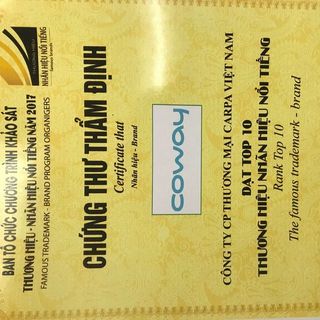 NHÃN HIỆU NỔI TIẾNG
famous brands
BAN TỔ CHỨC CHƯƠNG TRÌNH KHẢO SÁT
THƯƠNG HIỆU - NHÃN HIỆU NỔI TIẾNG NĂM 2017
FAMOUS TRADEMARK - BRAND PROGRAM ORGANIGERS
CHỨNG THƯ THẨM ĐỊNH
Certificate that
Nhãn hiệu - Brand
coway
CÔNG TY CP THƯƠNG MẠI CARPA VIỆT NAM
ĐẠT TOP 10
THƯƠNG HIỆU NHÃN HIỆU NỔI TIẾNG
Rank Top 10
The famous trademark - brand